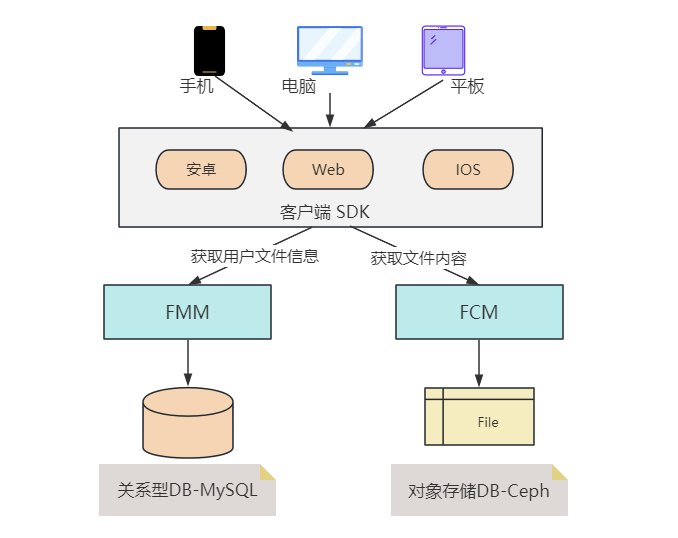 手机
电脑
平板
安卓
Web
IOS
客户端 SDK
获取用户文件信息
获取文件内容
FMM
FCM
File
关系型DB-MySQL
对象存储DB-Ceph